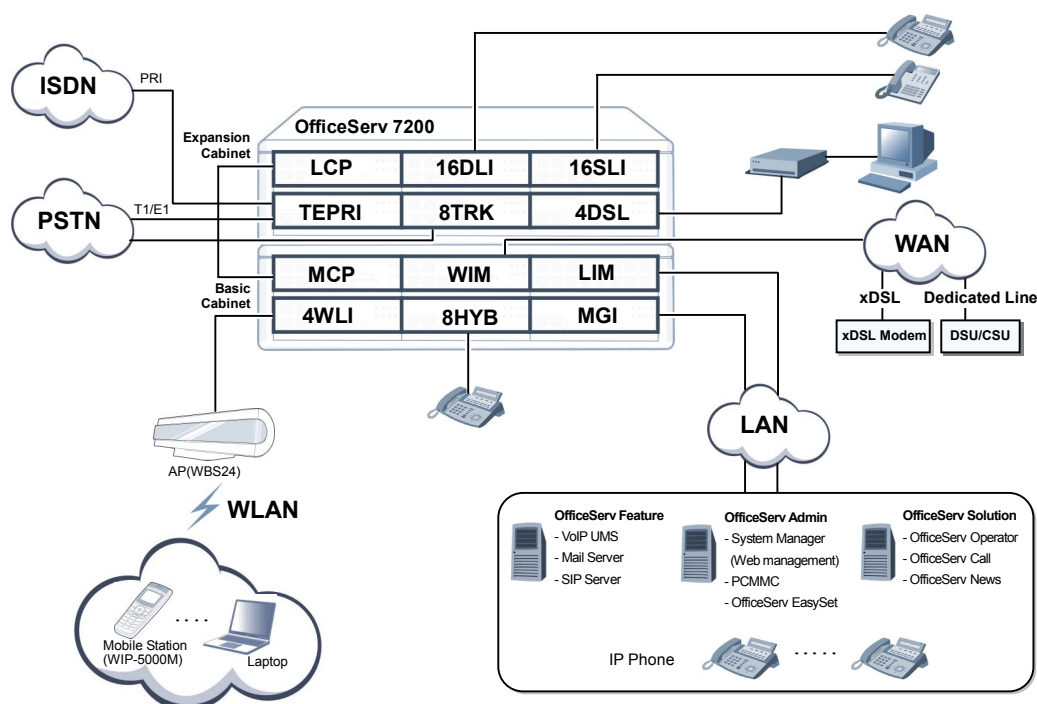 ISDN
PRI
PSTN
T1/E1
Expansion
Cabinet
OfficeServ 7200
LCP
16DLI
16SLI
TEPRI
8TRK
4DSL
Basic
Cabinet
MCP
WIM
LIM
4WLI
8HYB
MGI
WAN
xDSL
Dedicated Line
xDSL Modem
DSU/CSU
LAN
AP(WBS24)
WLAN
Mobile Station
(WIP-5000M)
Laptop
OfficeServ Feature
- VoIP UMS
- Mail Server
- SIP Server
OfficeServ Admin
- System Manager
(Web management)
- PCMMC
- OfficeServ EasySet
OfficeServ Solution
- OfficeServ Operator
- OfficeServ Call
- OfficeServ News
IP Phone